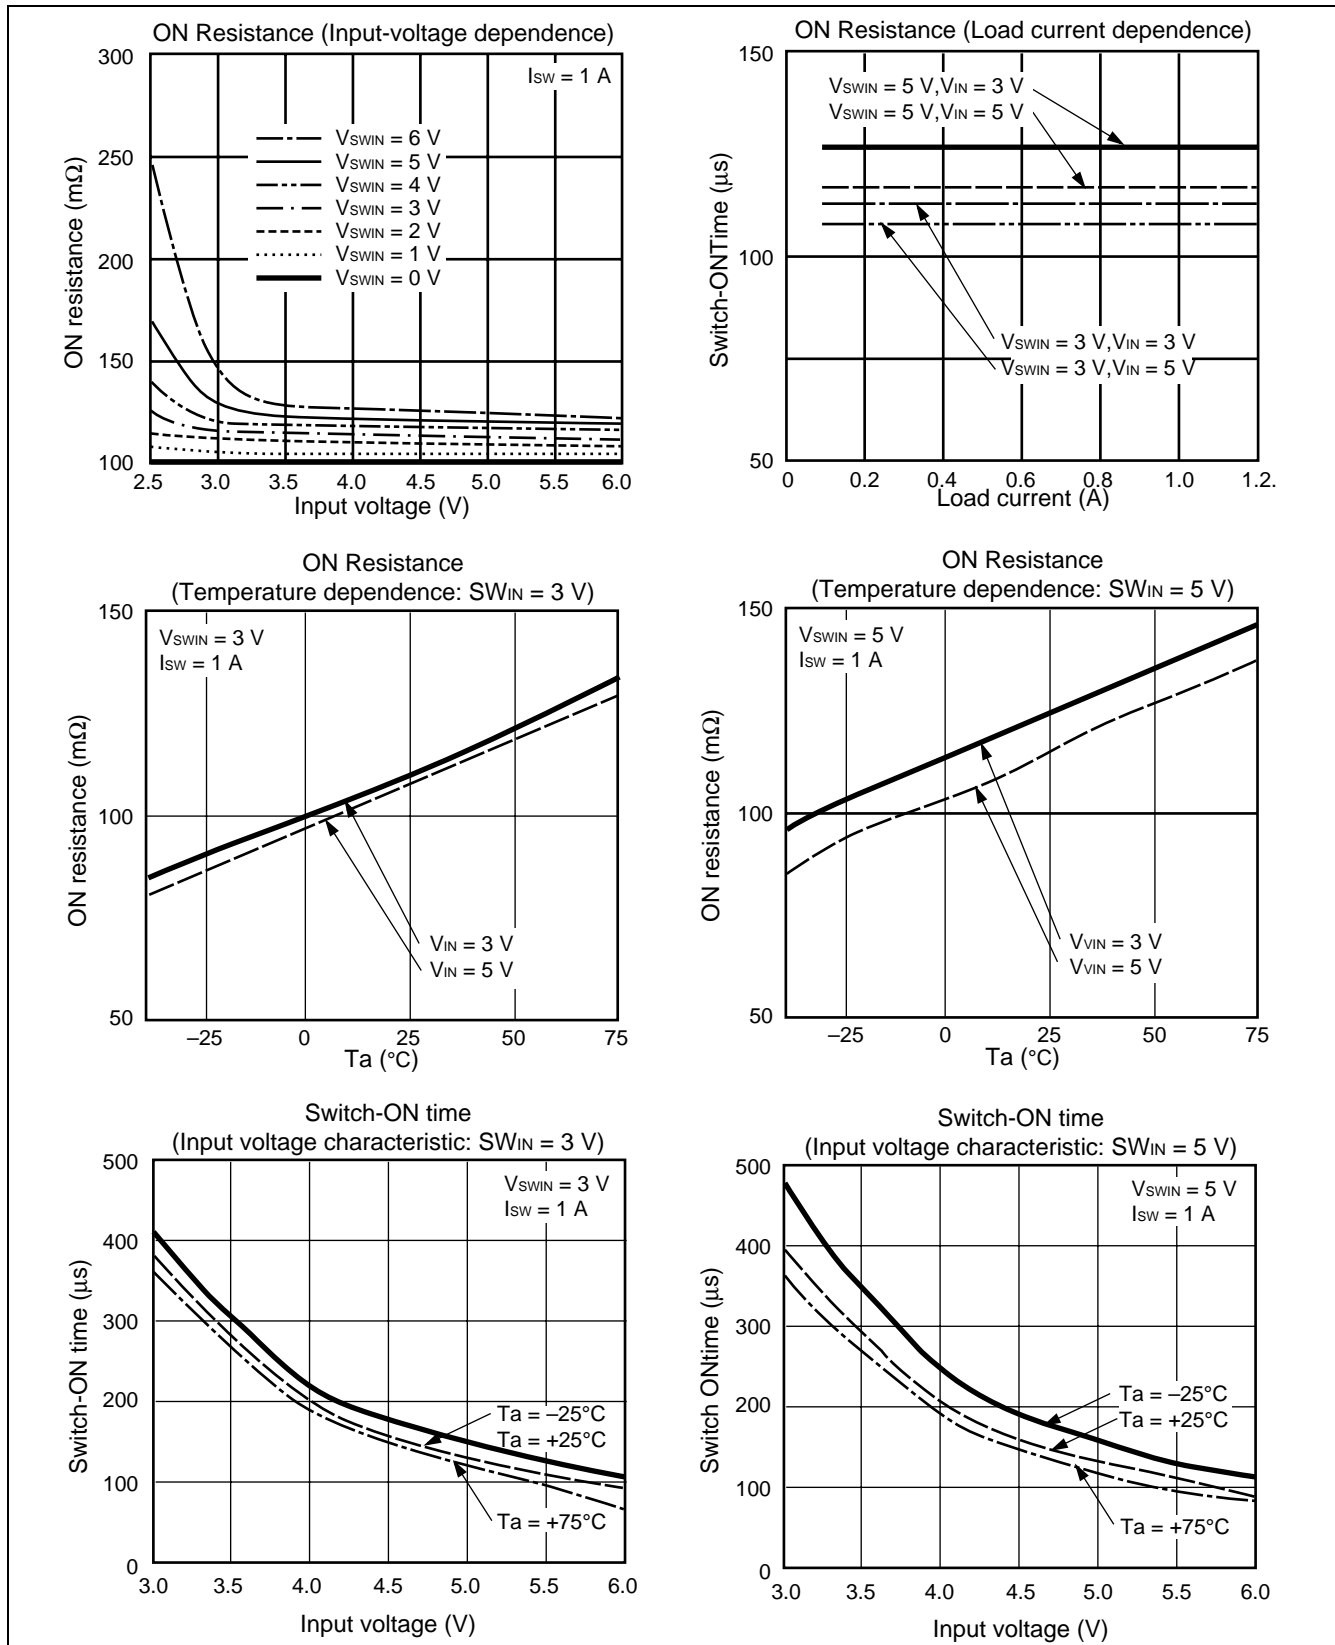 ON Resistance (Input-voltage dependence)
300
250
200
150
100
ON resistance (mΩ)
ISW = 1 A
VSWIN = 6 V
VSWIN = 5 V
VSWIN = 4 V
VSWIN = 3 V
VSWIN = 2 V
VSWIN = 1 V
VSWIN = 0 V
2.5 3.0 3.5 4.0 4.5 5.0 5.5 6.0
Input voltage (V)
ON Resistance (Load current dependence)
150
100
50
Switch-ONTime (µs)
VSWIN = 5 V,VIN = 3 V
VSWIN = 5 V,VIN = 5 V
VSWIN = 3 V,VIN = 3 V
VSWIN = 3 V,VIN = 5 V
0 0.2 0.4 0.6 0.8 1.0 1.2.
Load current (A)
ON Resistance
(Temperature dependence: SWIN = 3 V)
150
100
50
ON resistance (mΩ)
VSWIN = 3 V
ISW = 1 A
VIN = 3 V
VIN = 5 V
–25 0 25 50 75
Ta (°C)
ON Resistance
(Temperature dependence: SWIN = 5 V)
150
100
50
ON resistance (mΩ)
VSWIN = 5 V
ISW = 1 A
VVIN = 3 V
VVIN = 5 V
–25 0 25 50 75
Ta (°C)
Switch-ON time
(Input voltage characteristic: SWIN = 3 V)
500
400
300
200
100
0
Switch-ON time (µs)
VSWIN = 3 V
ISW = 1 A
Ta = –25°C
Ta = +25°C
Ta = +75°C
3.0 3.5 4.0 4.5 5.0 5.5 6.0
Input voltage (V)
Switch-ON time
(Input voltage characteristic: SWIN = 5 V)
500
400
300
200
100
0
Switch ONtime (µs)
VSWIN = 5 V
ISW = 1 A
Ta = –25°C
Ta = +25°C
Ta = +75°C
3.0 3.5 4.0 4.5 5.0 5.5 6.0
Input voltage (V)